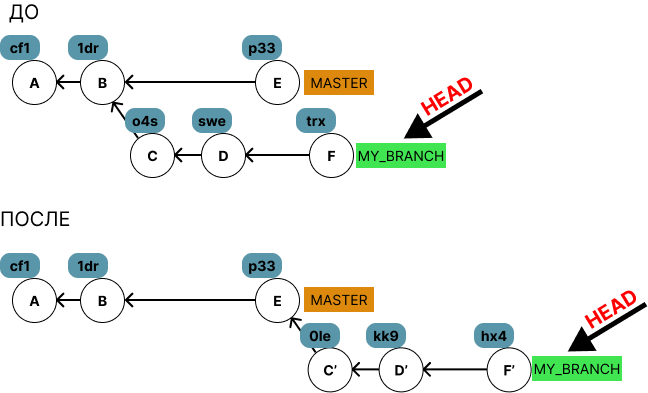 ДО
cf1
1dr
p33
A
B
E
MASTER
HEAD
o4s
swe
trx
C
D
F
MY_BRANCH
ПОСЛЕ
cf1
1dr
p33
A
B
E
MASTER
HEAD
0le
kk9
hx4
C’
D’
F’
MY_BRANCH